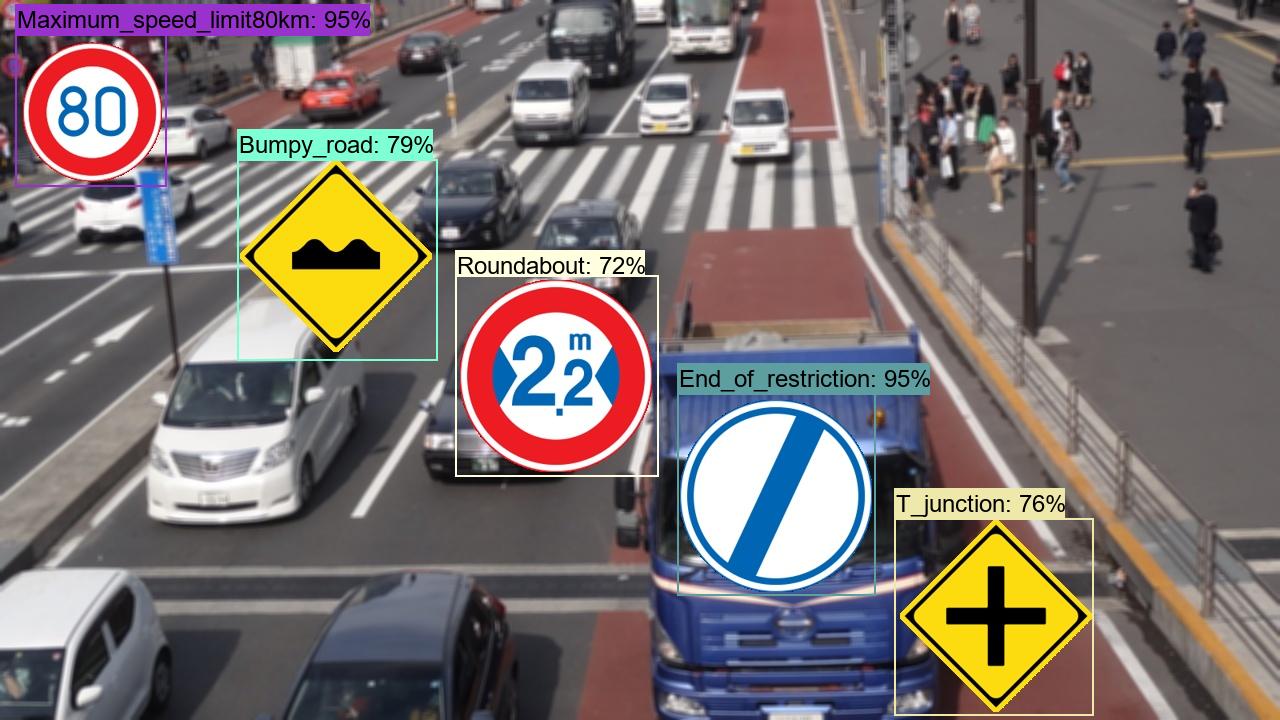 Maximum_speed_limit80km: 95%
80
Bumpy_road: 79%
Roundabout: 72%
2.2 m
End_of_restriction: 95%
T_junction: 76%